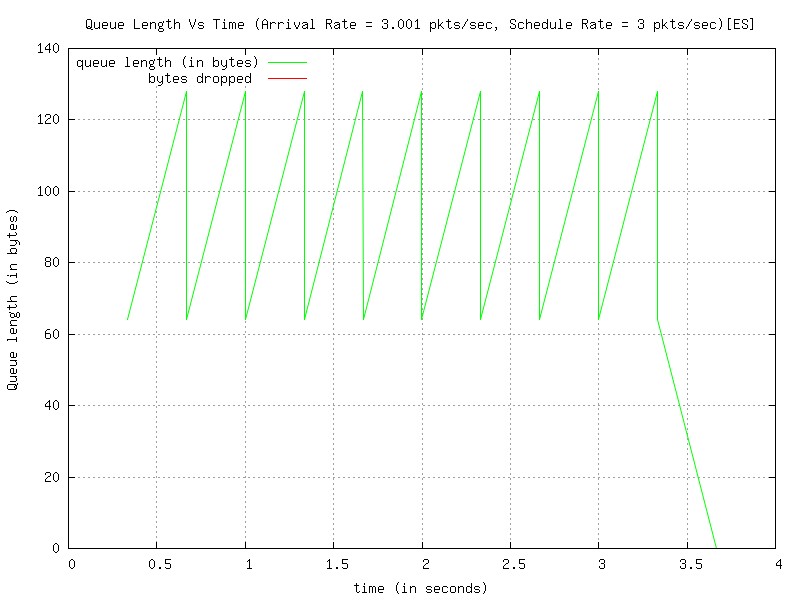 Queue Length Vs Time (Arrival Rate = 3.001 pkts/sec, Schedule Rate = 3 pkts/sec)[ES]
140
queue length (in bytes)
bytes dropped
120
100
80
60
40
20
0
Queue length (in bytes)
0 0.5 1 1.5 2 2.5 3 3.5 4
time (in seconds)